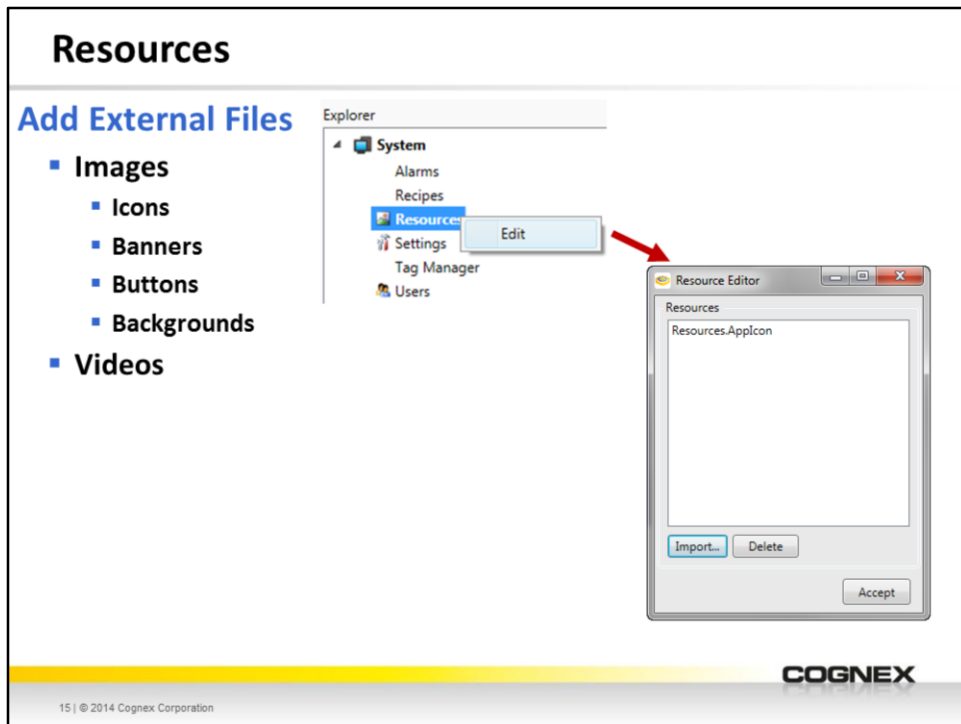 Resources
Add External Files
Images
Icons
Banners
Buttons
Backgrounds
Videos
Explorer
System
Alarms
Recipes
Resources
Edit
Settings
Tag Manager
Users
Resource Editor
Resources
Resources.AppIcon
Import...
Delete
Accept
COGNEX
15 | © 2014 Cognex Corporation